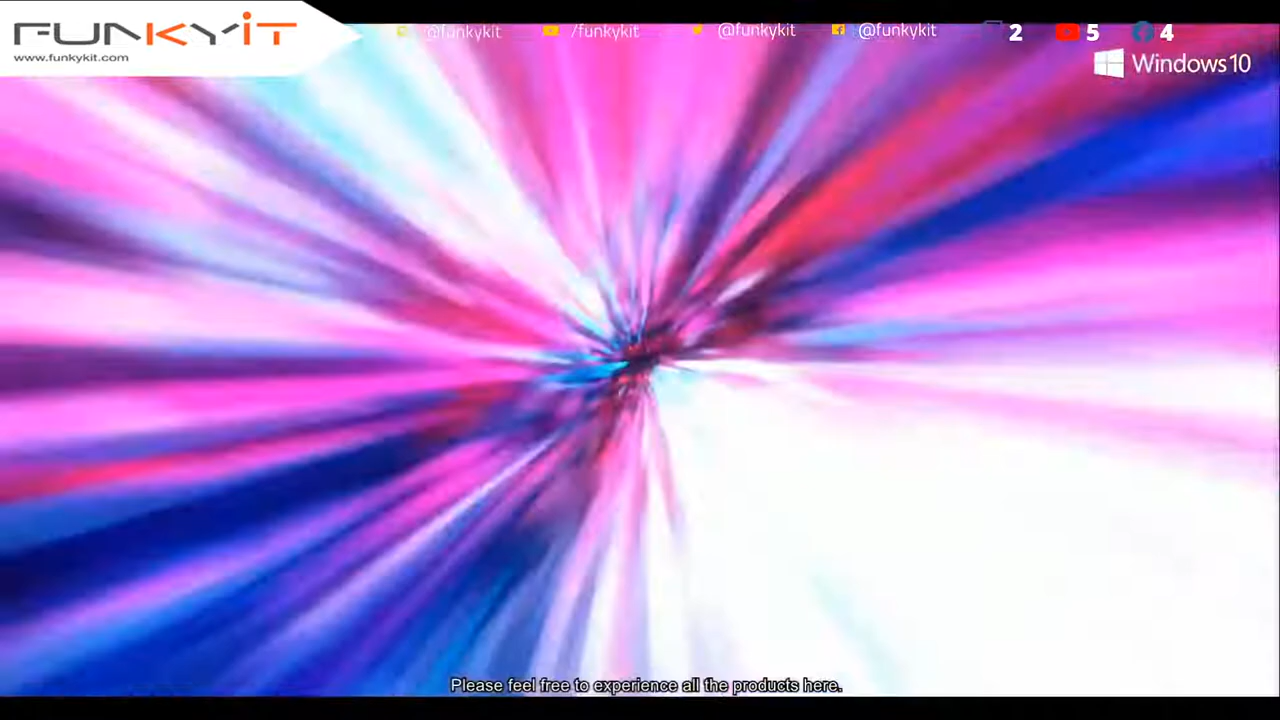 FUNKYIT
www.funkykit.com
@funkykit
/funkykit
@funkykit
@funkykit
2
5
4
Windows10
Please feel free to experience all the products here.